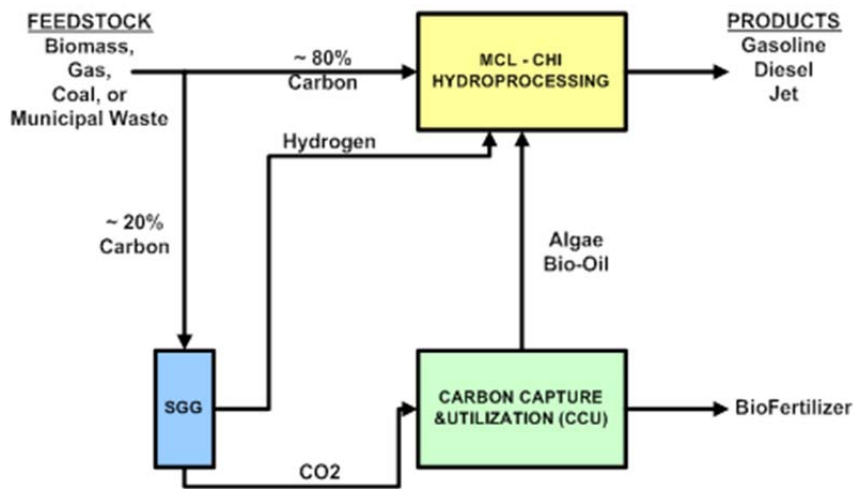 FEEDSTOCK
Biomass,
Gas,
Coal, or
Municipal Waste
~ 80%
Carbon
MCL - CHI
HYDROPROCESSING
PRODUCTS
Gasoline
Diesel
Jet
Hydrogen
~ 20%
Carbon
Algae
Bio-Oil
SGG
CARBON CAPTURE
&UTILIZATION (CCU)
BioFertilizer
CO2